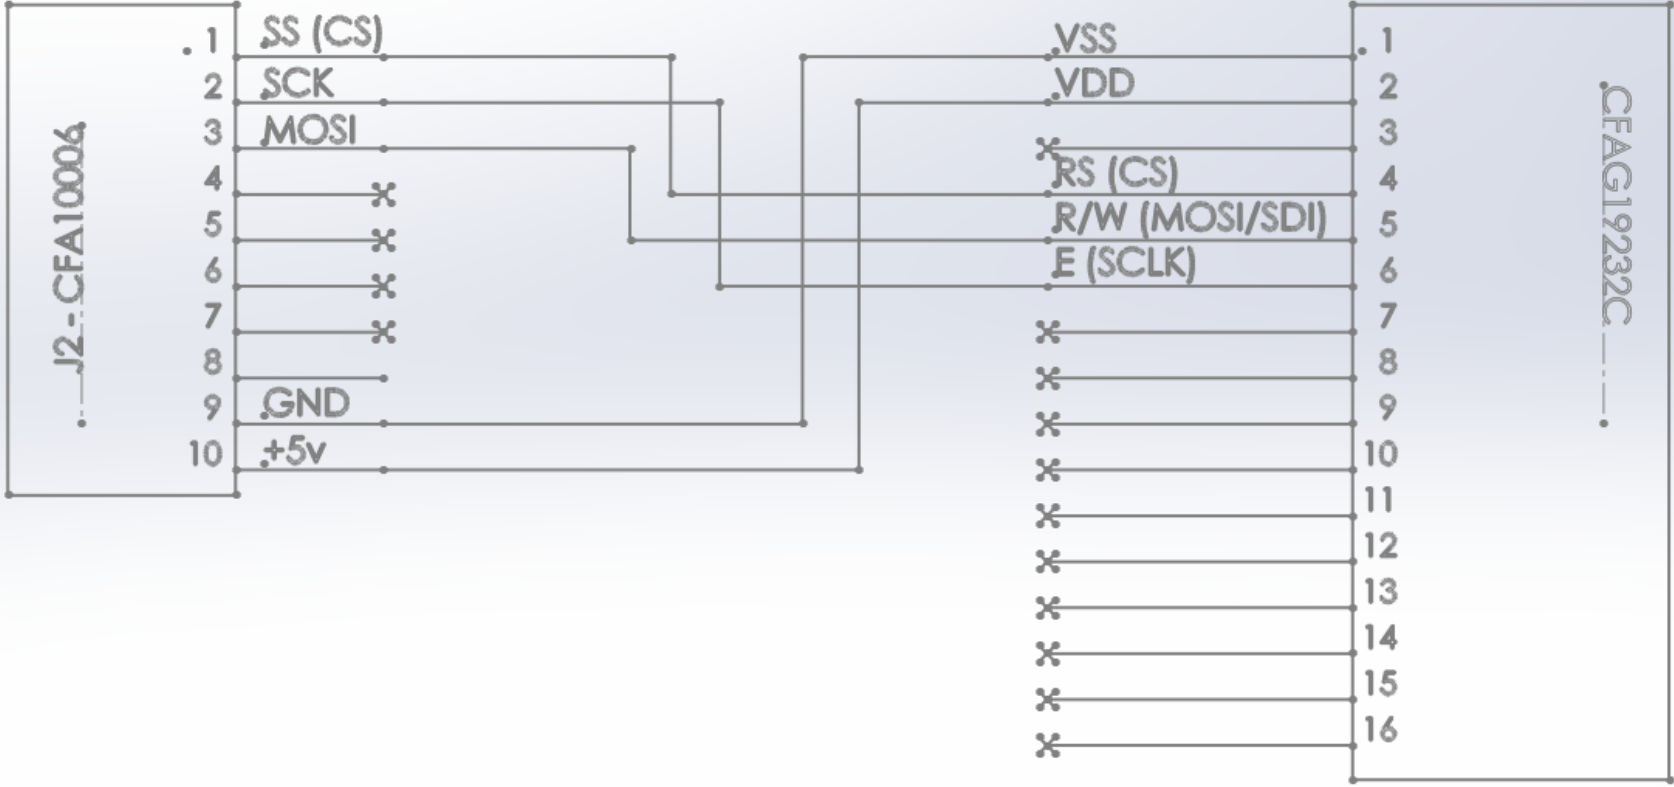 J2 - CFA10006
1 SS (CS)
2 SCK
3 MOSI
4
5
6
7
8
9 GND
10 +5v
VSS 1
VDD 2
3
RS (CS) 4
R/W (MOSI/SDI) 5
E (SCLK) 6
7
8
9
10
11
12
13
14
15
16
CFAG19232C